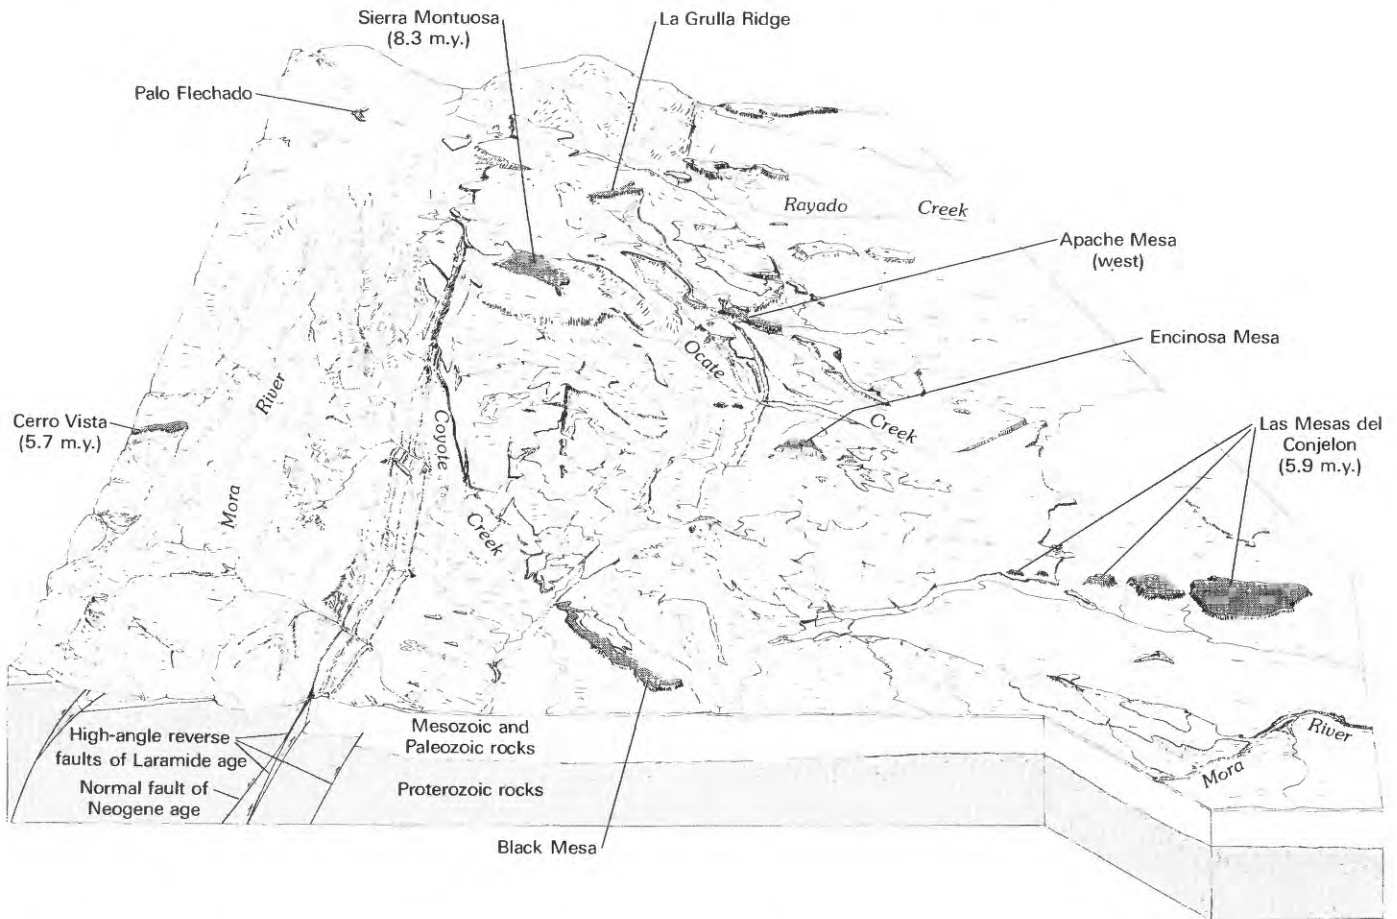 Sierra Montuosa
(8.3 m.y.)
La Grulla Ridge
Palo Flechado
Rayado Creek
Apache Mesa
(west)
Encinosa Mesa
Ocate
Creek
River
Cerro Vista
(5.7 m.y.)
Coyote
Las Mesas del
Conjelon
(5.9 m.y.)
Mora
Creek
High-angle reverse
faults of Laramide age
Normal fault of
Neogene age
Mesozoic and
Paleozoic rocks
Proterozoic rocks
River
Mora
Black Mesa